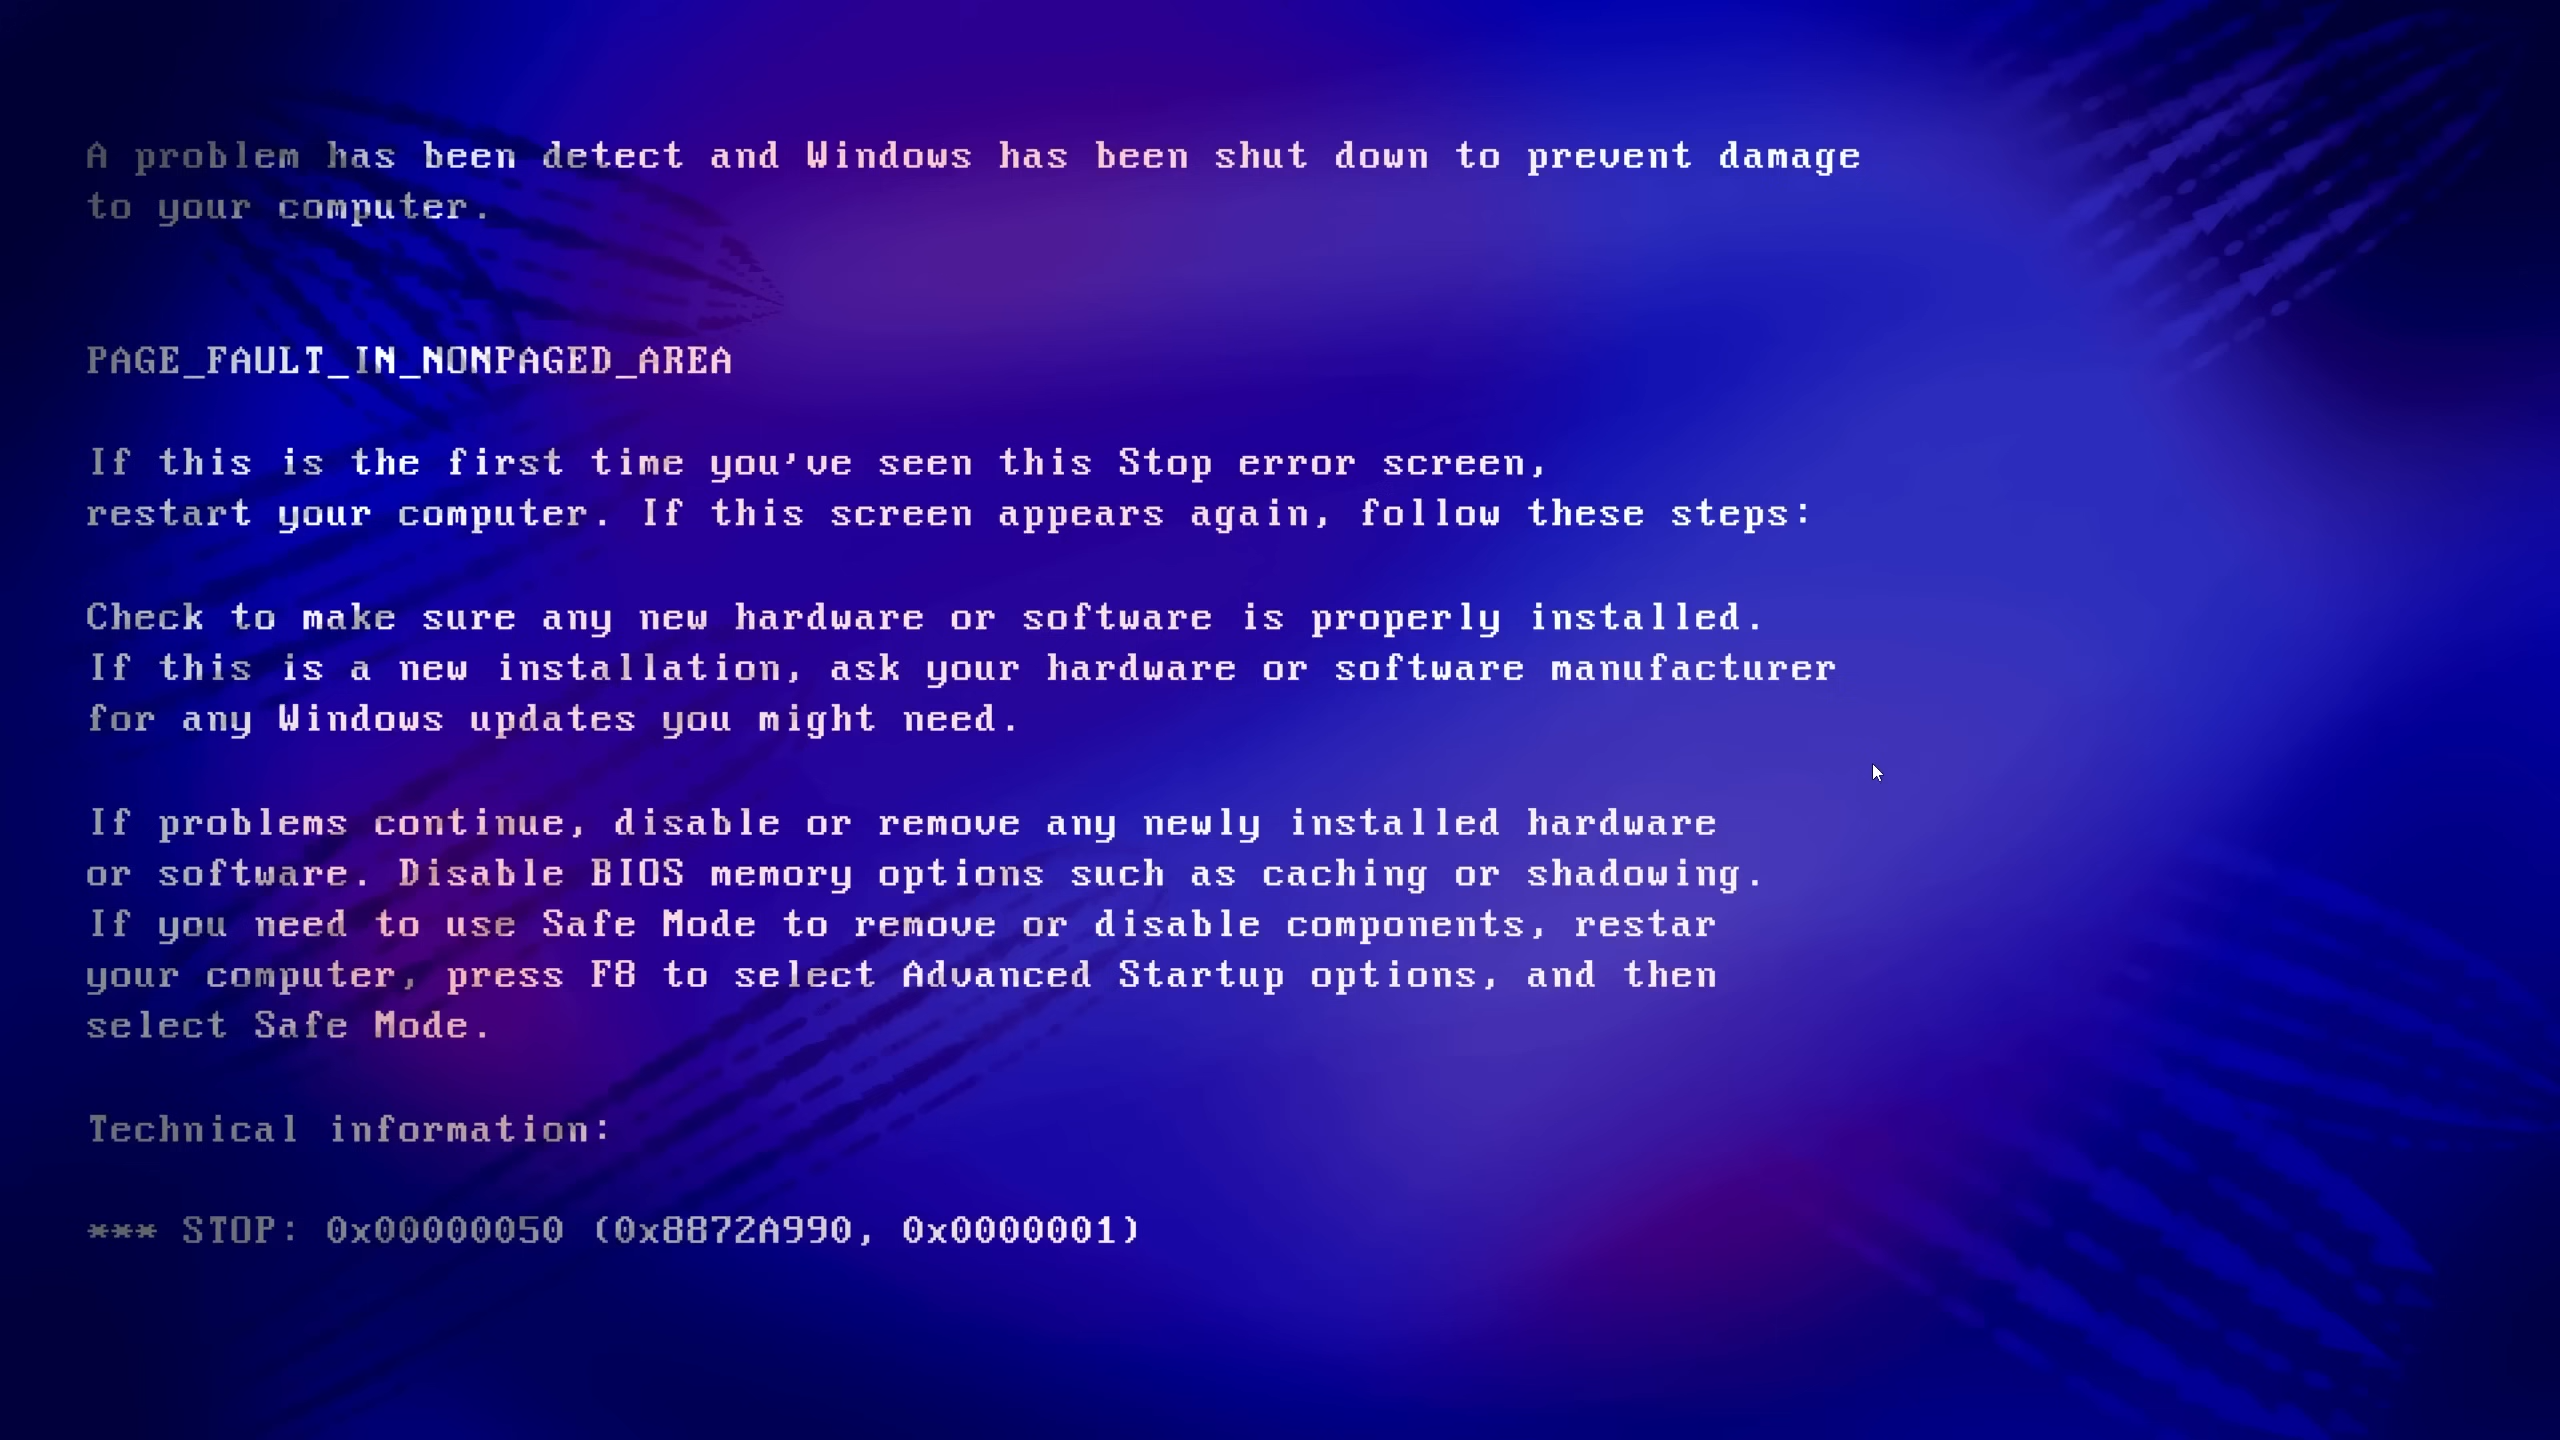 A problem has been detect and Windows has been shut down to prevent damage
to your computer.
PAGE_FAULT_IN_NONPAGED_AREA
If this is the first time you've seen this Stop error screen,
restart your computer. If this screen appears again, follow these steps:
Check to make sure any new hardware or software is properly installed.
If this is a new installation, ask your hardware or software manufacturer
for any Windows updates you might need.
If problems continue, disable or remove any newly installed hardware
or software. Disable BIOS memory options such as caching or shadowing.
If you need to use Safe Mode to remove or disable components, restar
your computer, press F8 to select Advanced Startup options, and then
select Safe Mode.
Technical information:
*** STOP: 0x00000050 (0x8872A990, 0x0000001)